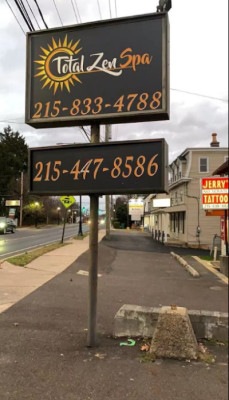 Total Zen Spa
215-833-4788
215-447-8586
JERRY'S
TATTOO